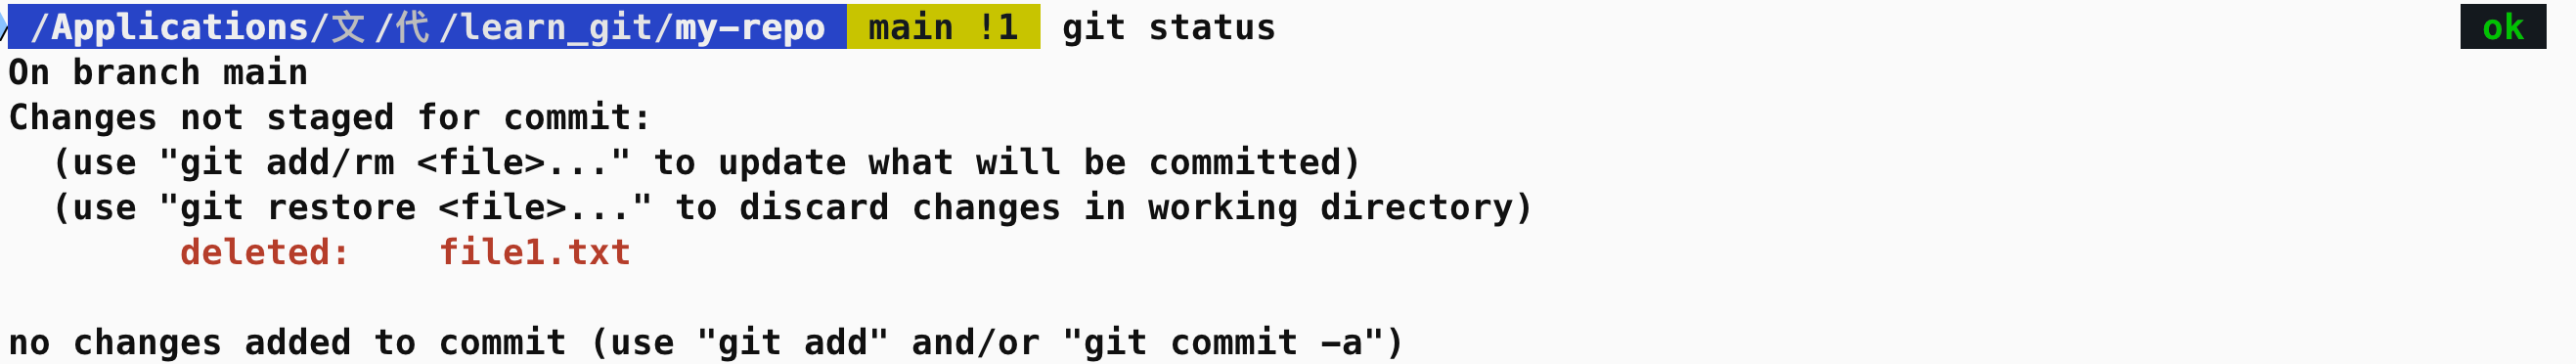 /Applications/文 /代 /learn_git/my-repo main !1 git status ok
On branch main
Changes not staged for commit:
  (use "git add/rm <file>..." to update what will be committed)
  (use "git restore <file>..." to discard changes in working directory)
        deleted:    file1.txt

no changes added to commit (use "git add" and/or "git commit -a")